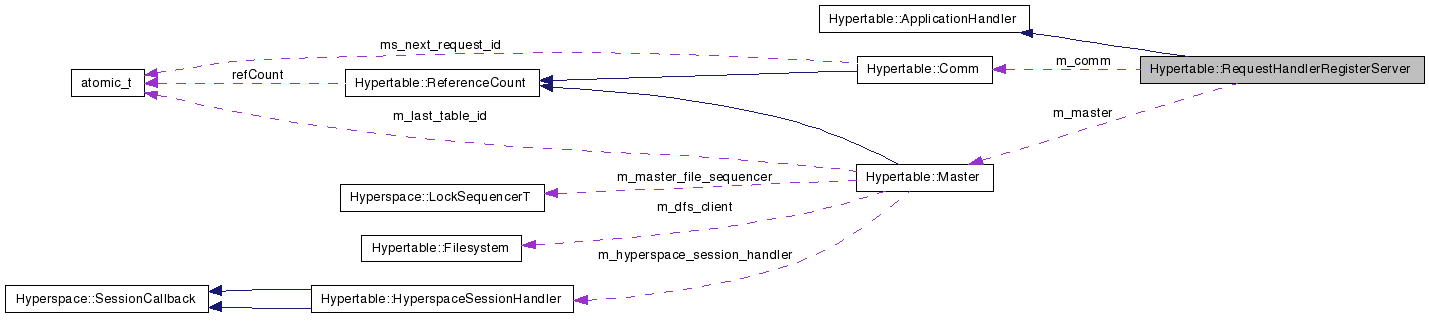 Hypertable::ApplicationHandler
ms_next_request_id
m_comm
Hypertable::Comm
Hypertable::RequestHandlerRegisterServer
refCount
atomic_t
Hypertable::ReferenceCount
m_last_table_id
m_master
m_master_file_sequencer
Hypertable::Master
Hyperspace::LockSequencerT
m_dfs_client
Hypertable::Filesystem
m_hyperspace_session_handler
Hyperspace::SessionCallback
Hypertable::HyperspaceSessionHandler